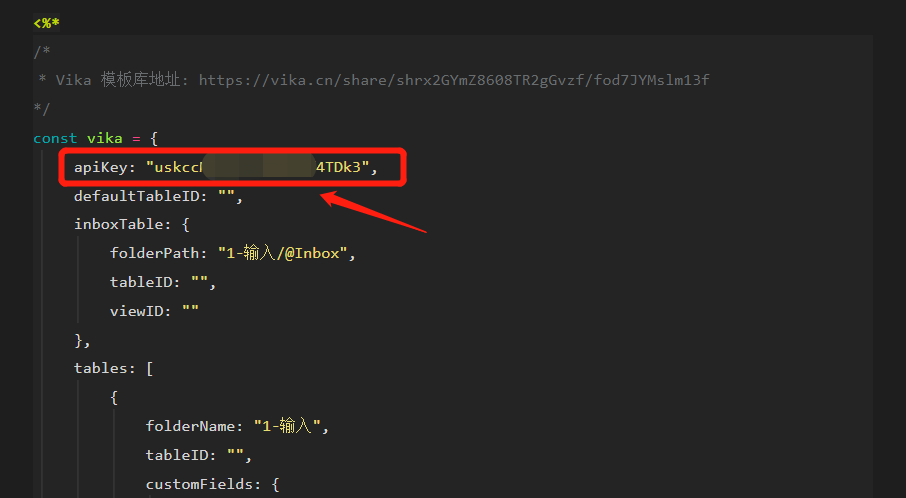 <%*
/*
* Vika 模板库地址: https://vika.cn/share/shrx2GYmZ8608TR2gGvzf/fod7JYMslm13f
*/
const vika = {
apiKey: "uskcc 4TDk3",
defaultTableID: "",
inboxTable: {
folderPath: "1-输入/@Inbox",
tableID: "",
viewID: ""
},
tables: [
{
folderName: "1-输入",
tableID: "",
customFields: {